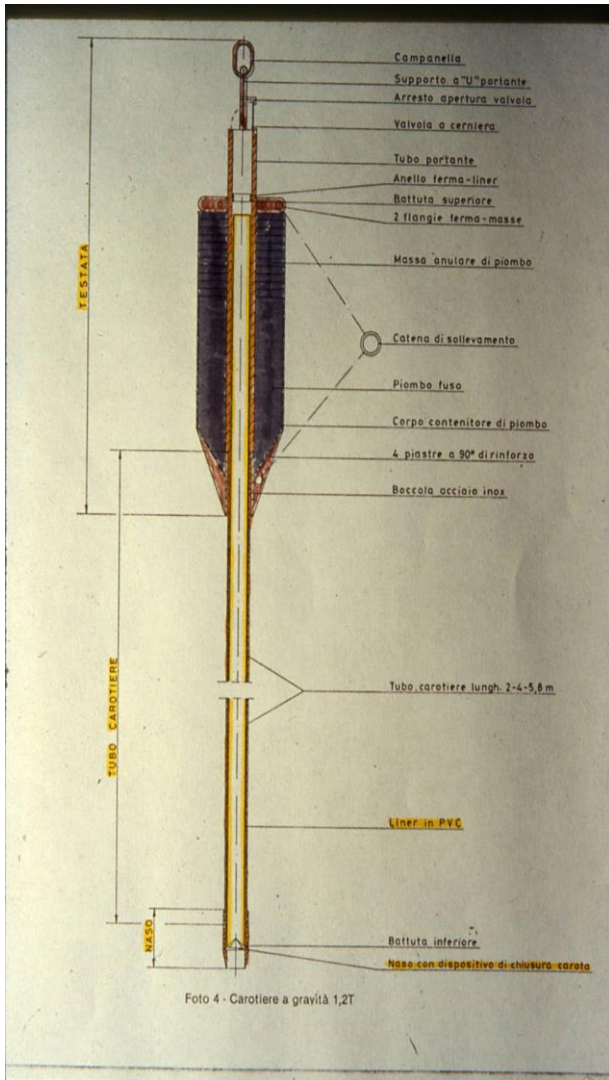 Campanella
Supporto a "U" portante
Arresto apertura valvola
Valvola a cerniera
Tubo portante
Anello ferma-liner
Battuta superiore
2 flangie ferma-masse
Massa anulare di piombo
TESTATA
Catena di sollevamento
Piombo fuso
Corpo contenitore di piombo
4 piastre a 90° di rinforzo
Boccola acciaio inox
TUBO CAROTIERE
Tubo carotiere lungh. 2-4-5,8 m
Liner in PVC
NASO
Battuta inferiore
Naso con dispositivo di chiusura carota
Foto 4 - Carotiere a gravità 1,2T